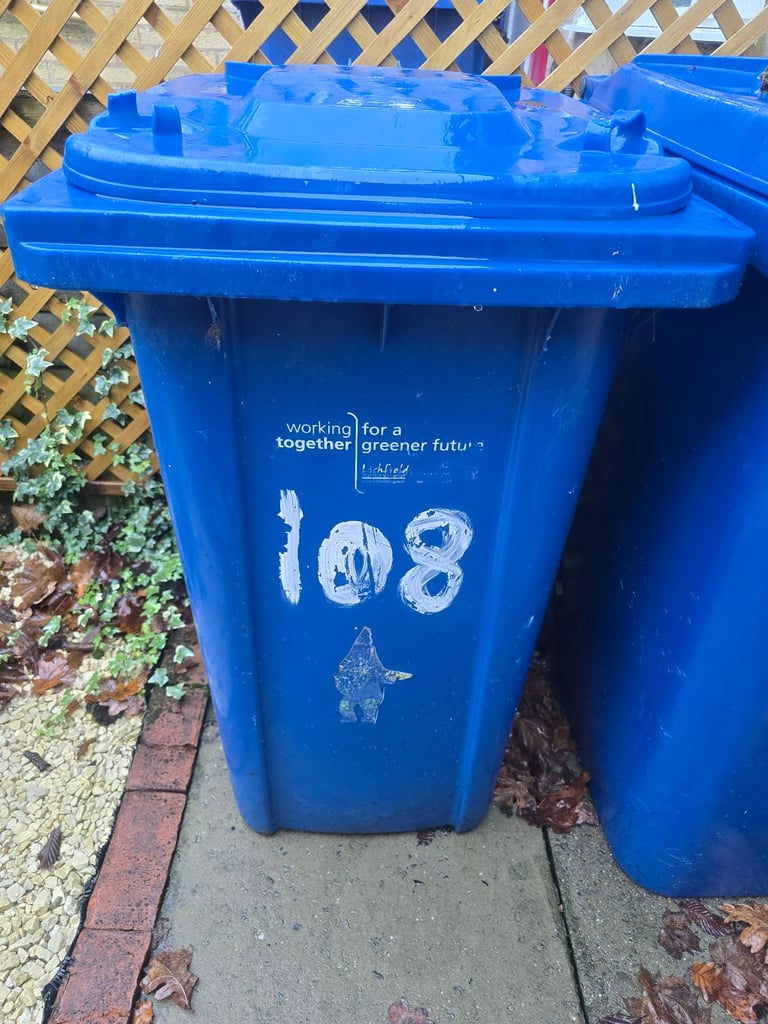 working for a
together greener future
Lichfield
108